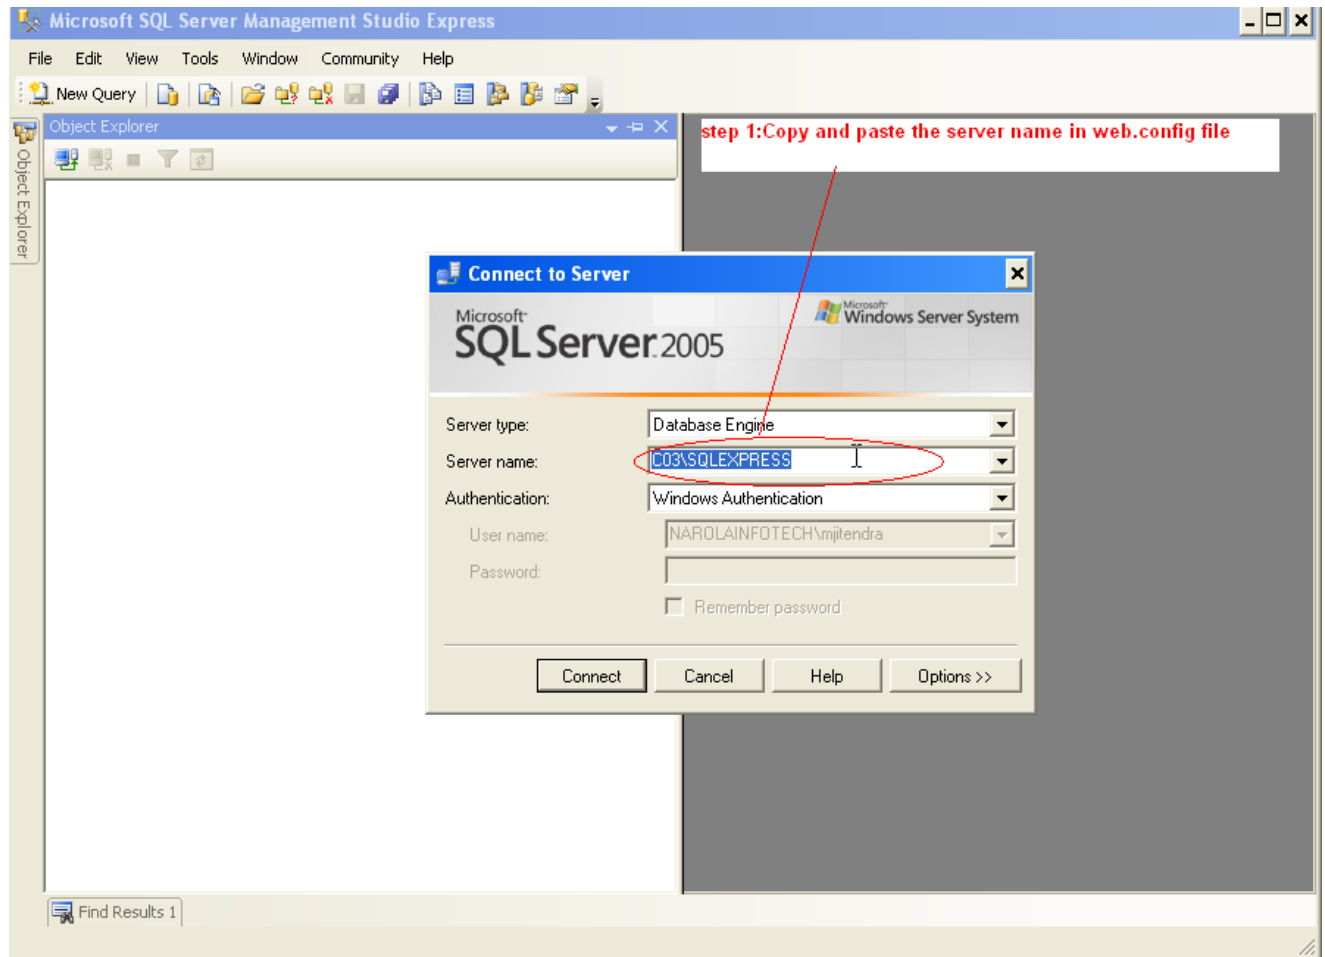 Microsoft SQL Server Management Studio Express
File Edit View Tools Window Community Help
New Query
Object Explorer
Object Explorer
step 1:Copy and paste the server name in web.config file
Connect to Server
Microsoft
SQL Server 2005
Microsoft
Windows Server System
Server type: Database Engine
Server name: C03\SQLEXPRESS
Authentication: Windows Authentication
User name: NAROLAINFOTECH\mjitendra
Password:
Remember password
Connect Cancel Help Options >>
Find Results 1